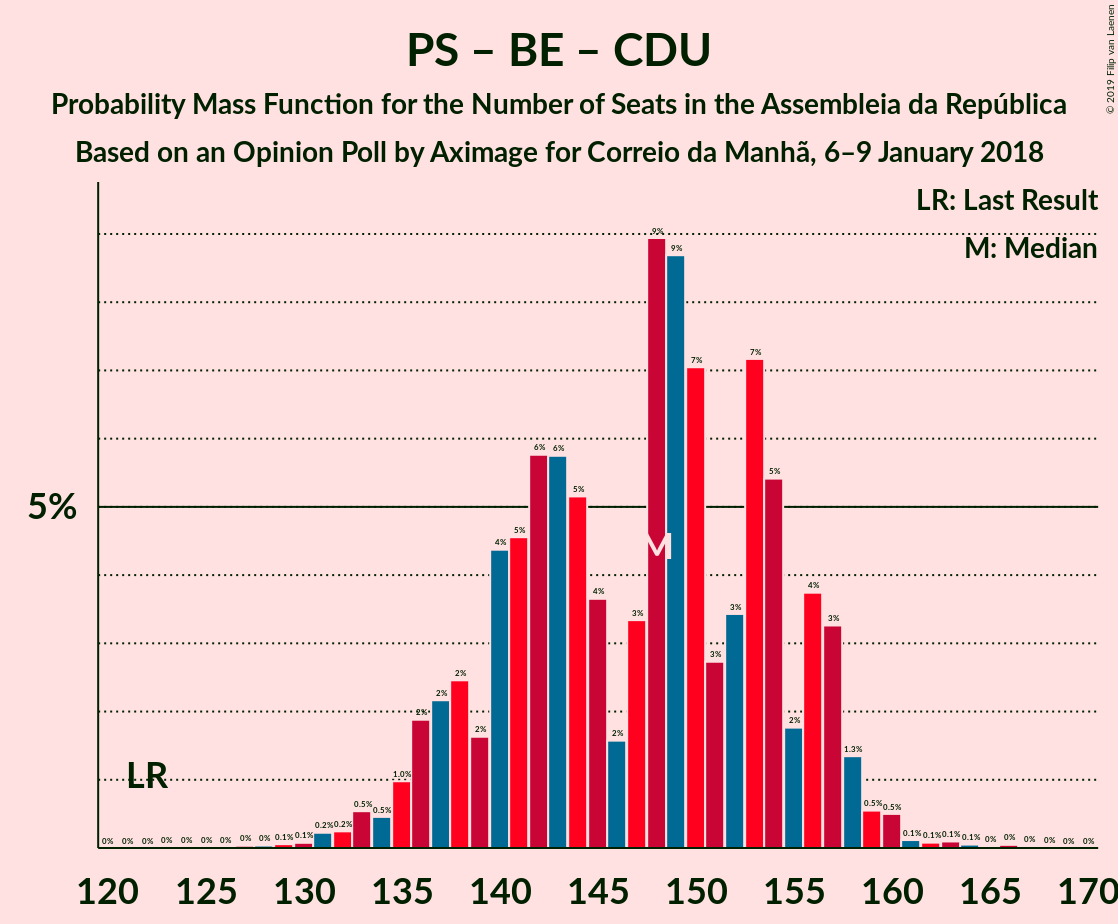 © 2019 Filip van Laenen
PS – BE – CDU
Probability Mass Function for the Number of Seats in the Assembleia da República
Based on an Opinion Poll by Aximage for Correio da Manhã, 6–9 January 2018
LR: Last Result
M: Median
5%
LR
M
0% 0% 0% 0% 0% 0% 0% 0% 0% 0.1% 0.1% 0.2% 0.2% 0.5% 0.5% 1.0% 2% 2% 2% 2% 4% 5% 6% 6% 5% 4% 2% 3% 9% 9% 7% 3% 3% 7% 5% 2% 4% 3% 1.3% 0.5% 0.5% 0.1% 0.1% 0.1% 0.1% 0% 0% 0% 0% 0% 0%
120 125 130 135 140 145 150 155 160 165 170